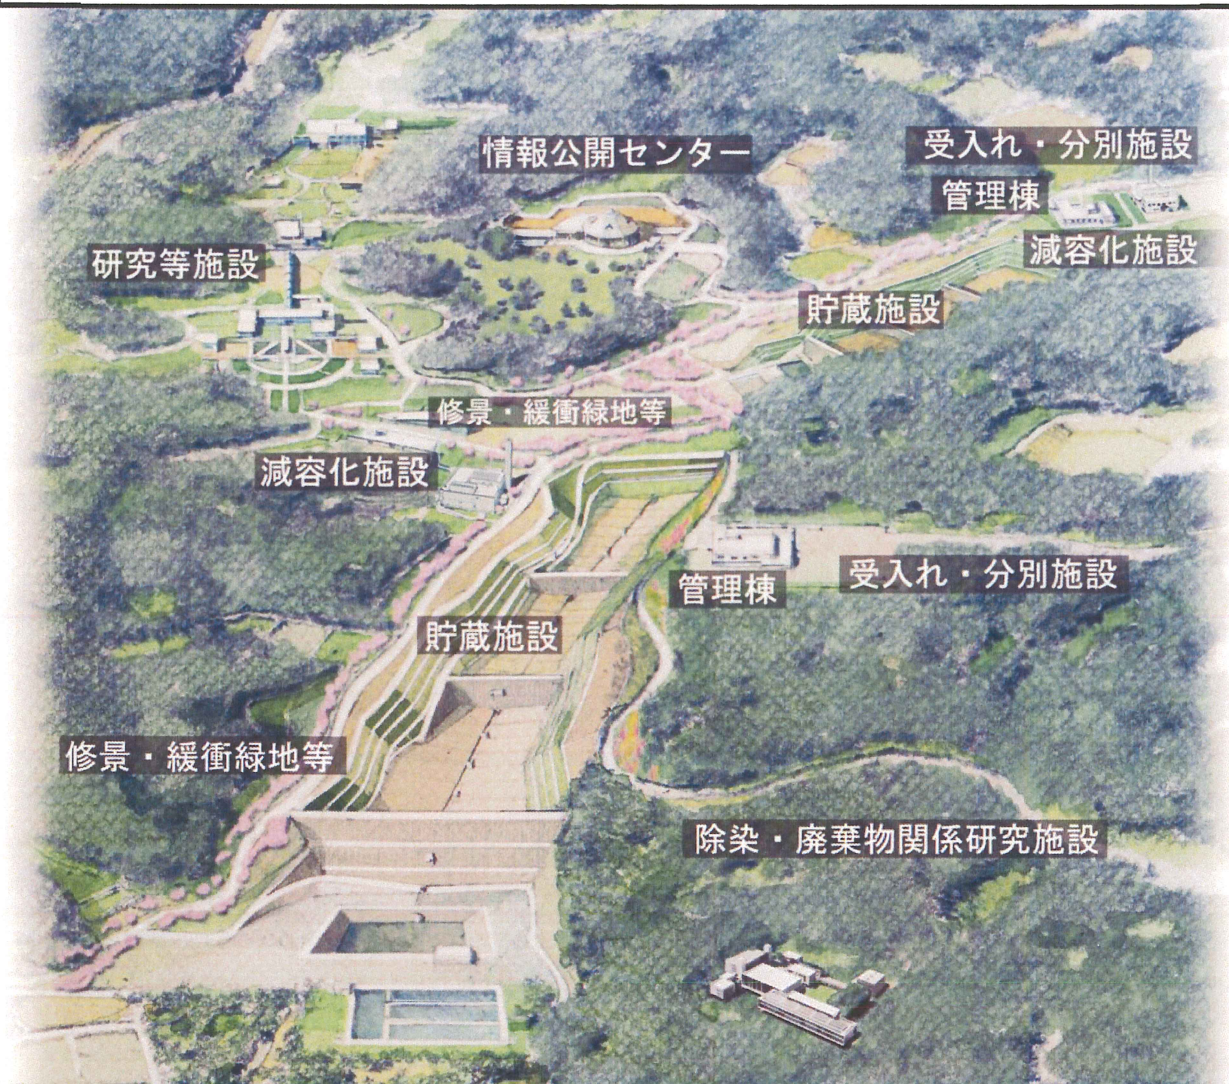 情報公開センター
受入れ・分別施設
管理棟
減容化施設
研究等施設
貯蔵施設
修景・緩衝緑地等
減容化施設
管理棟
受入れ・分別施設
貯蔵施設
修景・緩衝緑地等
除染・廃棄物関係研究施設